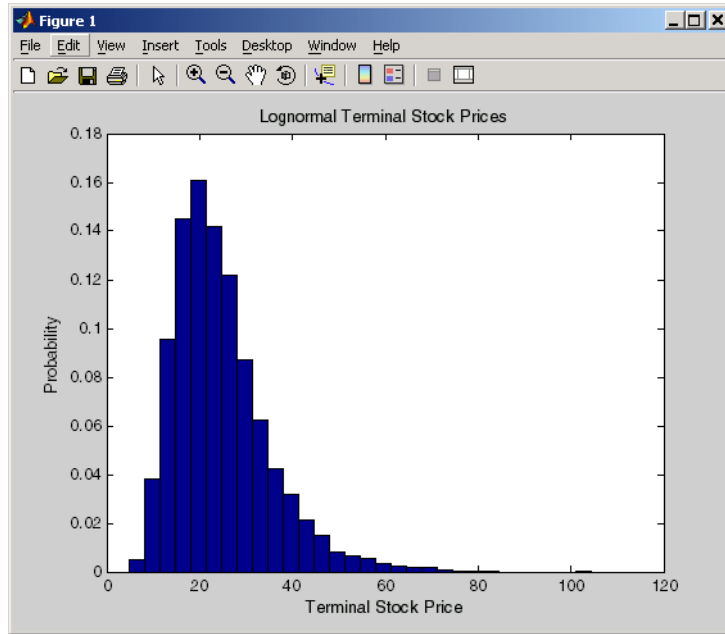 Figure 1
File Edit View Insert Tools Desktop Window Help
Lognormal Terminal Stock Prices
0.18
0.16
0.14
0.12
0.1
0.08
0.06
0.04
0.02
0
Probability
0 20 40 60 80 100 120
Terminal Stock Price